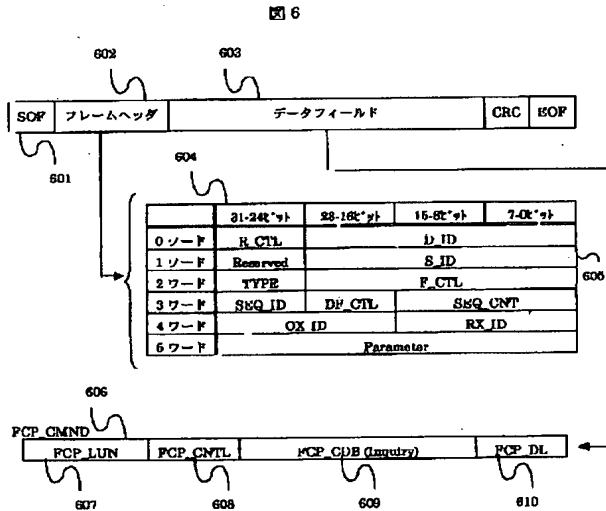 図 6
602 603
SOF フレームヘッダ データフィールド CRC EOF
601
604
31-24ビット 23-16ビット 15-8ビット 7-0ビット
0 ワード R_CTL D_ID
1 ワード Reserved S_ID
605
2 ワード TYPE F_CTL
3 ワード SEQ_ID DF_CTL SEQ_CNT
4 ワード OX_ID RX_ID
5 ワード Parameter
606
FCP_CMND
FCP_LUN FCP_CNTL FCP_CDB (Inquiry) FCP_DL
607 608 609 610